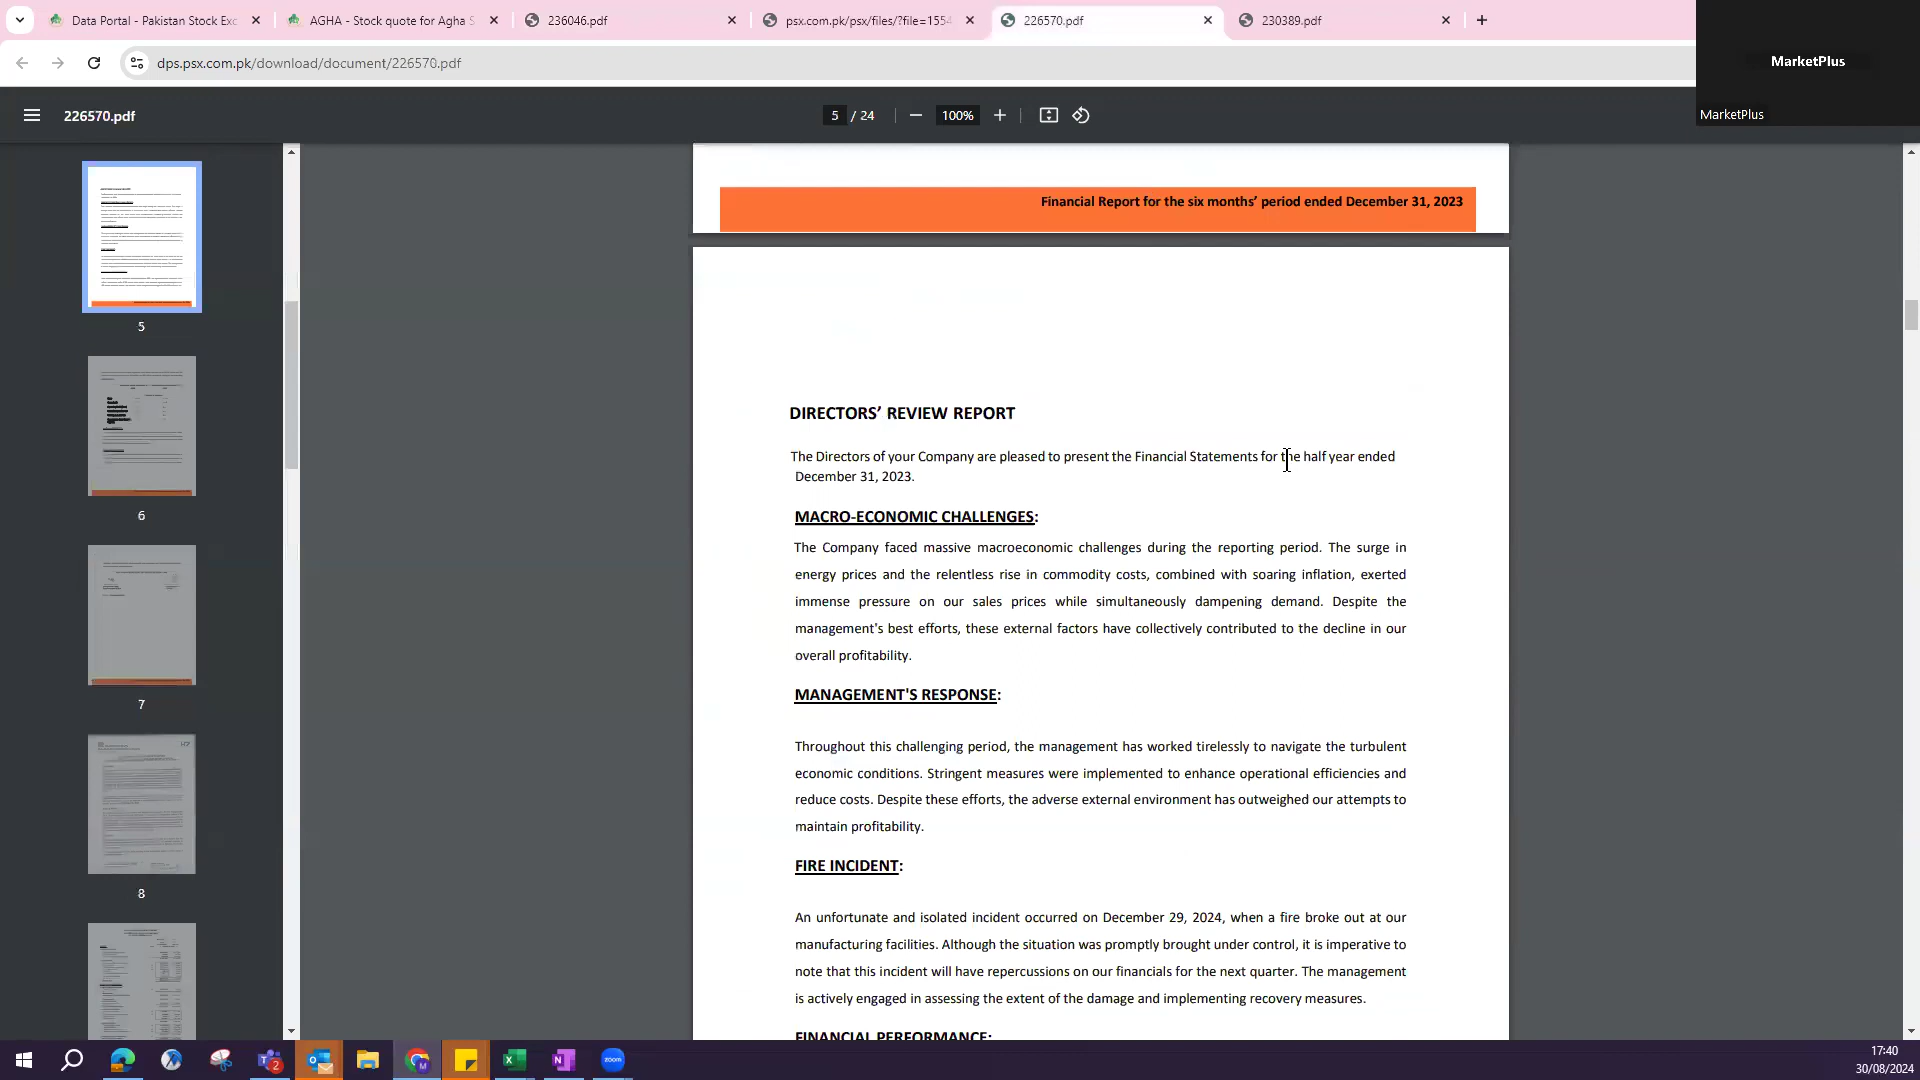 Data Portal - Pakistan Stock Exc
AGHA - Stock quote for Agha S
236046.pdf
psx.com.pk/psx/files/?file=1554
226570.pdf
230389.pdf
dps.psx.com.pk/download/document/226570.pdf
MarketPlus
MarketPlus
226570.pdf
5 / 24
100%
5
6
7
8
Financial Report for the six months’ period ended December 31, 2023
DIRECTORS’ REVIEW REPORT
The Directors of your Company are pleased to present the Financial Statements for the half year ended
December 31, 2023.
MACRO-ECONOMIC CHALLENGES:
The Company faced massive macroeconomic challenges during the reporting period. The surge in
energy prices and the relentless rise in commodity costs, combined with soaring inflation, exerted
immense pressure on our sales prices while simultaneously dampening demand. Despite the
management's best efforts, these external factors have collectively contributed to the decline in our
overall profitability.
MANAGEMENT'S RESPONSE:
Throughout this challenging period, the management has worked tirelessly to navigate the turbulent
economic conditions. Stringent measures were implemented to enhance operational efficiencies and
reduce costs. Despite these efforts, the adverse external environment has outweighed our attempts to
maintain profitability.
FIRE INCIDENT:
An unfortunate and isolated incident occurred on December 29, 2024, when a fire broke out at our
manufacturing facilities. Although the situation was promptly brought under control, it is imperative to
note that this incident will have repercussions on our financials for the next quarter. The management
is actively engaged in assessing the extent of the damage and implementing recovery measures.
FINANCIAL PERFORMANCE:
zoom
17:40
30/08/2024